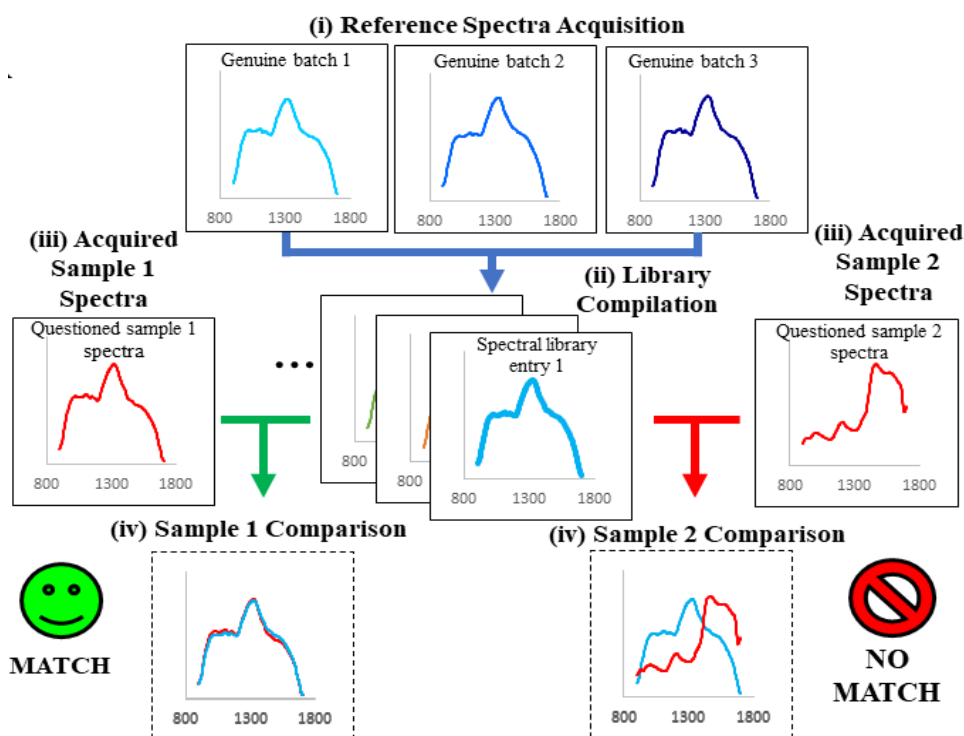 (i) Reference Spectra Acquisition
Genuine batch 1
Genuine batch 2
Genuine batch 3
800 1300 1800
800 1300 1800
800 1300 1800
(iii) Acquired
Sample 1
Spectra
(ii) Library
Compilation
(iii) Acquired
Sample 2
Spectra
Questioned sample 1
spectra
800 1300 1800
...
800
800
Spectral library
entry 1
800 1300 1800
Questioned sample 2
spectra
800 1300 1800
(iv) Sample 1 Comparison
(iv) Sample 2 Comparison
MATCH
800 1300 1800
800 1300 1800
NO
MATCH